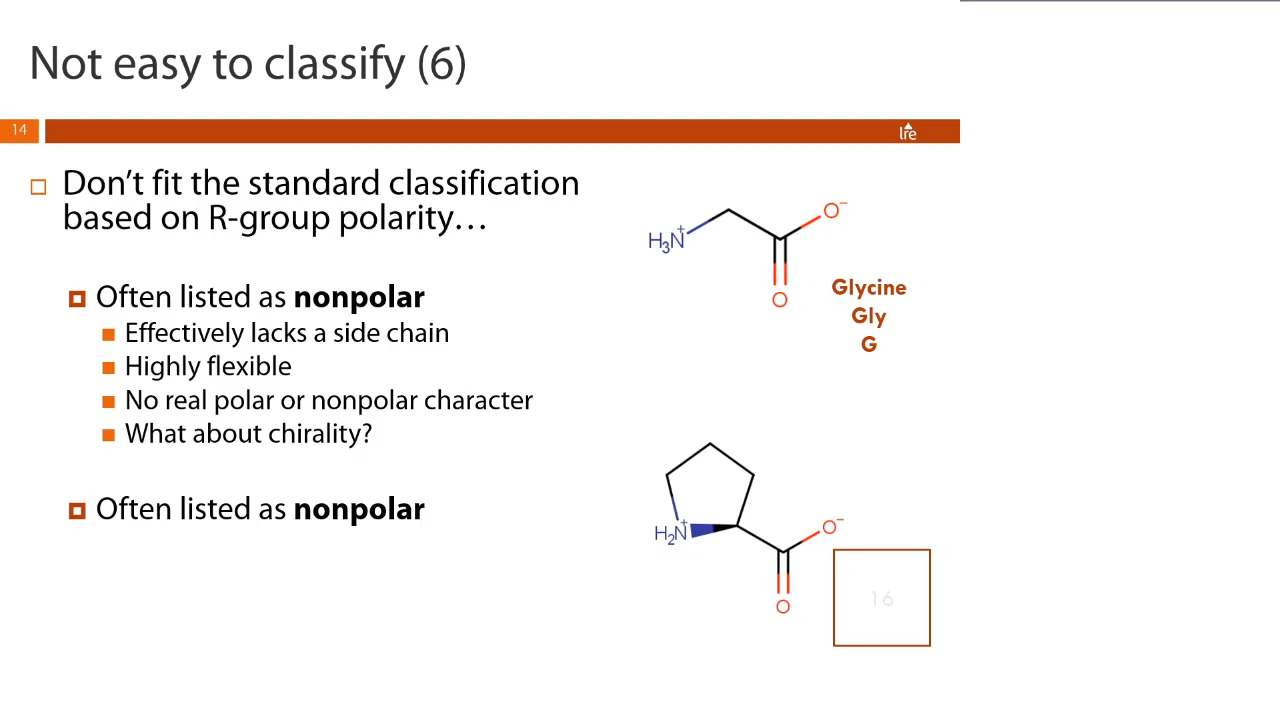 Not easy to classify (6)
14
lre
Don't fit the standard classification
based on R-group polarity…
Often listed as nonpolar
Effectively lacks a side chain
Highly flexible
No real polar or nonpolar character
What about chirality?
H3N+
O−
O
Glycine
Gly
G
Often listed as nonpolar
H2N+
O−
O
16